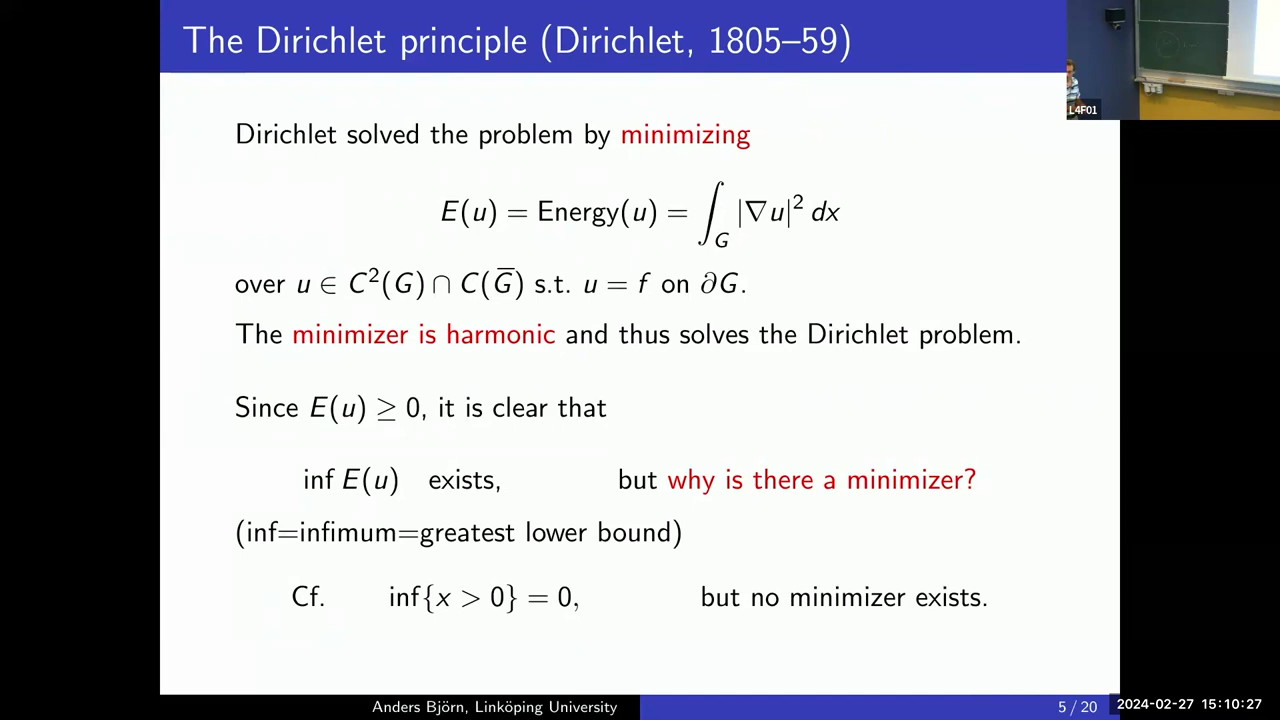 The Dirichlet principle (Dirichlet, 1805–59)
L4F01
Dirichlet solved the problem by minimizing
E(u) = Energy(u) = ∫_G |∇u|² dx
over u ∈ C²(G) ∩ C(G̅) s.t. u = f on ∂G.
The minimizer is harmonic and thus solves the Dirichlet problem.
Since E(u) ≥ 0, it is clear that
inf E(u) exists, but why is there a minimizer?
(inf=infimum=greatest lower bound)
Cf. inf{x > 0} = 0, but no minimizer exists.
Anders Björn, Linköping University 5 / 20 2024-02-27 15:10:27